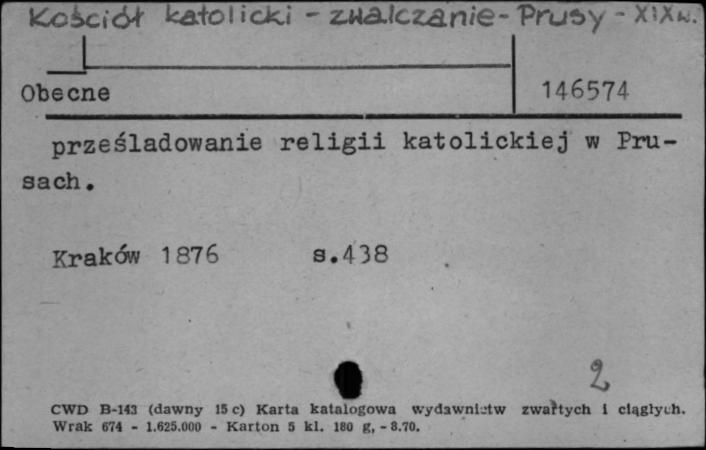 Kościół katolicki - zwalczanie - Prusy - XIX w.
Obecne
146574
prześladowanie religii katolickiej w Pru-
sach.
Kraków 1876 s.438
2
CWD B-143 (dawny 15 c) Karta katalogowa wydawnictw zwartych i ciągłych.
Wrak 674 - 1.625.000 - Karton 5 kl. 180 g, - 8.70.